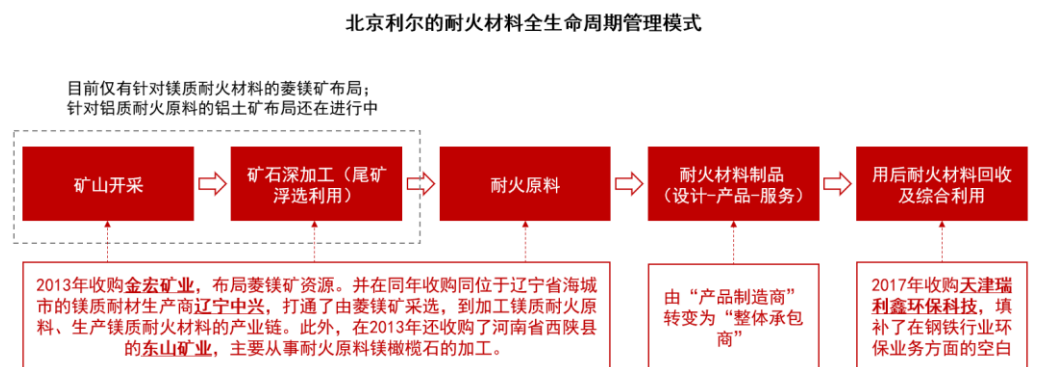 北京利尔的耐火材料全生命周期管理模式
目前仅有针对镁质耐火材料的菱镁矿布局；
针对铝质耐火原料的铝土矿布局还在进行中
矿山开采
矿石深加工（尾矿
浮选利用）
耐火原料
耐火材料制品
（设计-产品-服务）
用后耐火材料回收
及综合利用
2013年收购金宏矿业，布局菱镁矿资源。并在同年收购同位于辽宁省海城
市的镁质耐材生产商辽宁中兴，打通了由菱镁矿采选，到加工镁质耐火原
料、生产镁质耐火材料的产业链。此外，在2013年还收购了河南省西陕县
的东山矿业，主要从事耐火原料镁橄榄石的加工。
由“产品制造商”
转变为“整体承包
商”
2017年收购天津瑞
利鑫环保科技，填
补了在钢铁行业环
保业务方面的空白